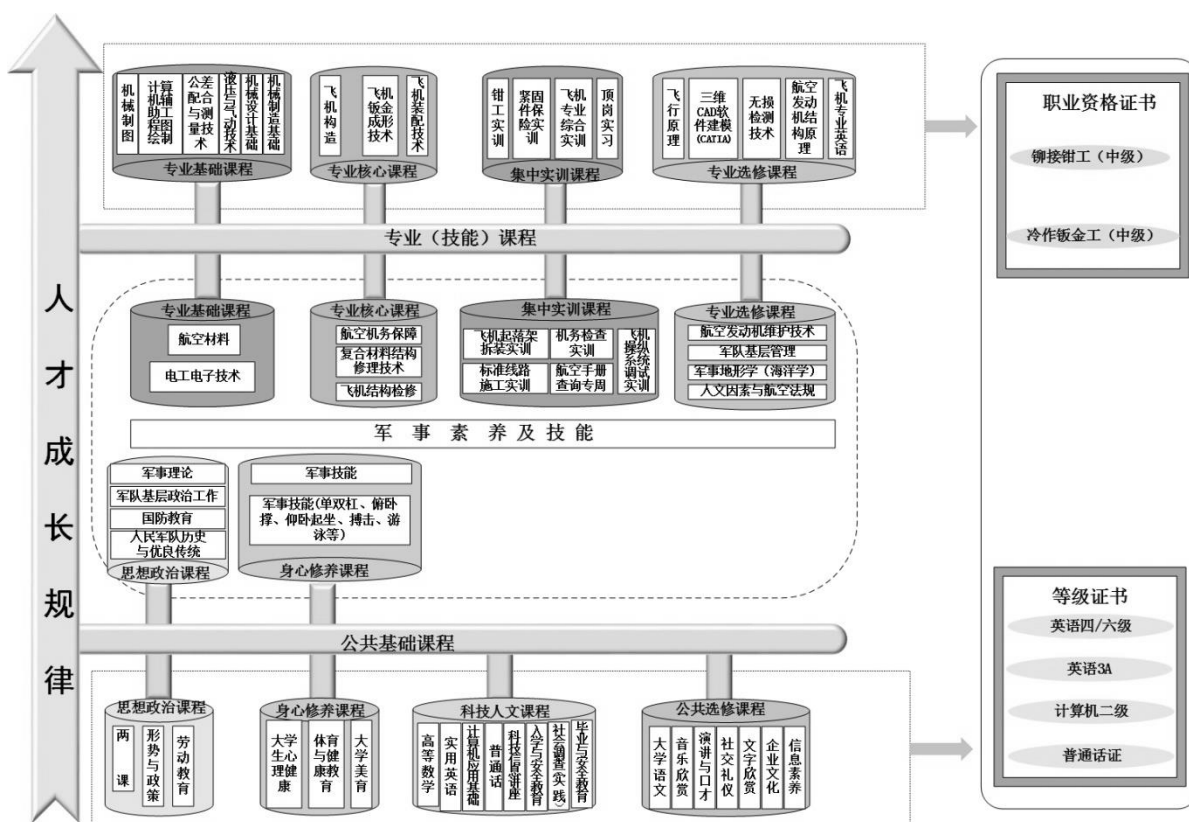 人才成长规律
机械制图
计算机辅助工程图绘制
公差配合与测量技术
液压与气动技术
机械设计基础
机械制造基础
专业基础课程
飞机构造
飞机钣金成形技术
飞机装配技术
专业核心课程
钳工实训
紧固件保险实训
飞机专业综合实训
顶岗实习
集中实训课程
飞行原理
三维
CAD软
件建模
(CATIA)
无损检测技术
航空发动机结构原理
飞机专业英语
专业选修课程
专业（技能）课程
专业基础课程
航空材料
电工电子技术
专业核心课程
航空机务保障
复合材料结构
修理技术
飞机结构检修
集中实训课程
飞机起落架
拆装实训
机务检查
实训
标准线路
施工实训
航空手册
查询专周
飞机操纵系统调试实训
专业选修课程
航空发动机维护技术
军队基层管理
军事地形学（海洋学）
人文因素与航空法规
军 事 素 养 及 技 能
军事理论
军队基层政治工作
国防教育
人民军队历史
与优良传统
思想政治课程
军事技能
军事技能(单双杠、俯卧
撑、仰卧起坐、搏击、游
泳等)
身心修养课程
公共基础课程
思想政治课程
两课
形势与政策
劳动教育
身心修养课程
大学生心理健康
体育与健康教育
大学美育
科技人文课程
高等数学
实用英语
计算机应用基础
普通话
科技信息讲座
入学与安全教育
社会调查(实践)
毕业与安全教育
公共选修课程
大学语文
音乐欣赏
演讲与口才
社交礼仪
文字欣赏
企业文化
信息素养
职业资格证书
铆接钳工（中级）
冷作钣金工（中级）
等级证书
英语四/六级
英语3A
计算机二级
普通话证